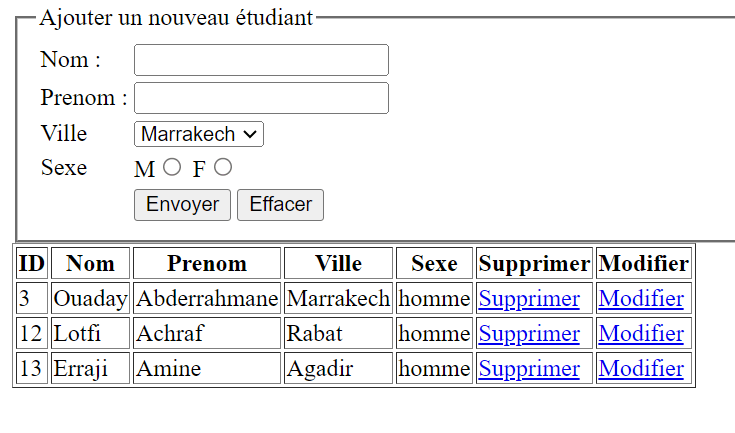 Ajouter un nouveau étudiant
Nom :
Prenom :
Ville Marrakech
Sexe M F
Envoyer Effacer
ID Nom Prenom Ville Sexe Supprimer Modifier
3 Ouaday Abderrahmane Marrakech homme Supprimer Modifier
12 Lotfi Achraf Rabat homme Supprimer Modifier
13 Erraji Amine Agadir homme Supprimer Modifier